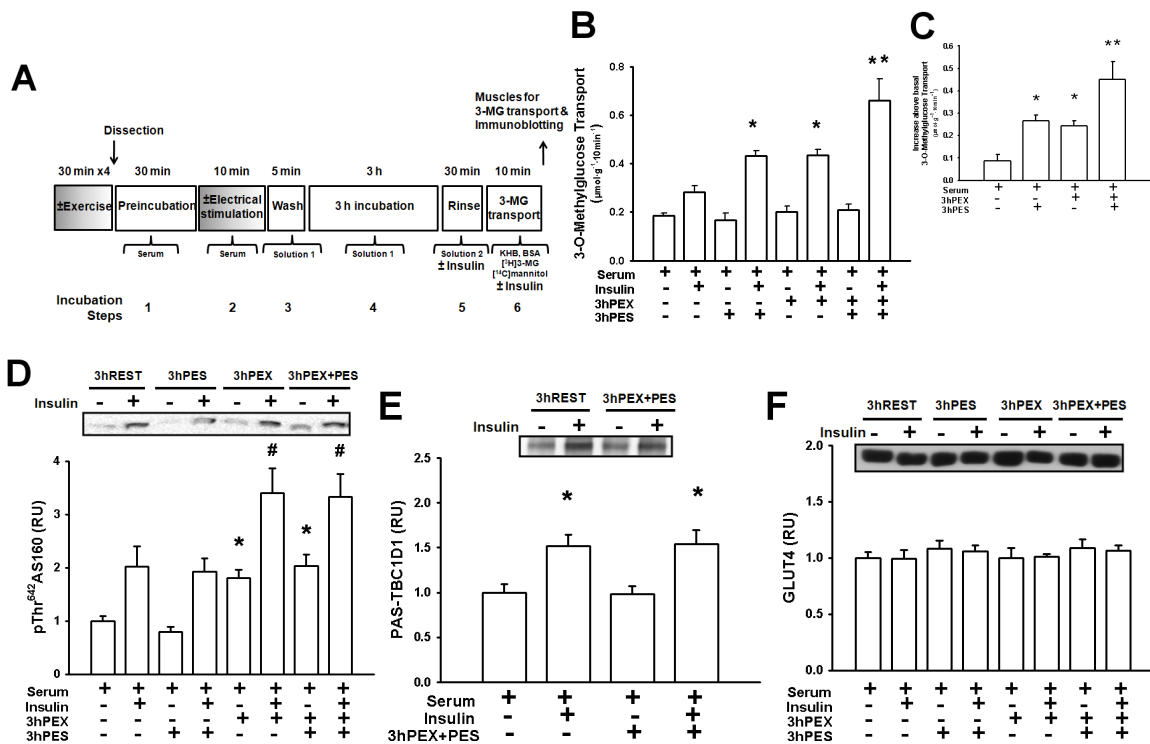 A
Dissection
Muscles for
3-MG transport &
Immunoblotting
30 min x4
30 min
10 min
5 min
3 h
30 min
10 min
±Exercise
Preincubation
±Electrical
stimulation
Wash
3 h incubation
Rinse
3-MG
transport
Serum
Serum
Solution 1
Solution 1
Solution 2
± Insulin
KHB, BSA
[³H]3-MG
[¹⁴C]mannitol
± Insulin
Incubation
Steps
1 2 3 4 5 6
B
3-O-Methylglucose Transport
(µmol·g⁻¹·10min⁻¹)
0.8
0.6
0.4
0.2
0.0
* * **
Serum + + + + + + + +
Insulin - + - + - + - +
3hPEX - - - - + + + +
3hPES - - + + - - + +
C
Increase above basal
3-O-Methylglucose Transport
(µmol·g⁻¹·10min⁻¹)
0.6
0.5
0.4
0.3
0.2
0.1
0.0
* * **
Serum + + + +
3hPEX - - + +
3hPES - + - +
D
3hREST 3hPES 3hPEX 3hPEX+PES
Insulin - + - + - + - +
pThr⁶⁴²AS160 (RU)
4
3
2
1
0
* # * #
Serum + + + + + + + +
Insulin - + - + - + - +
3hPEX - - - - + + + +
3hPES - - + + - - + +
E
3hREST 3hPEX+PES
Insulin - + - +
PAS-TBC1D1 (RU)
2.0
1.5
1.0
0.5
0.0
* *
Serum + + + +
Insulin - + - +
3hPEX+PES - - + +
F
3hREST 3hPES 3hPEX 3hPEX+PES
Insulin - + - + - + - +
GLUT4 (RU)
2.0
1.5
1.0
0.5
0.0
Serum + + + + + + + +
Insulin - + - + - + - +
3hPEX - - - - + + + +
3hPES - - + + - - + +